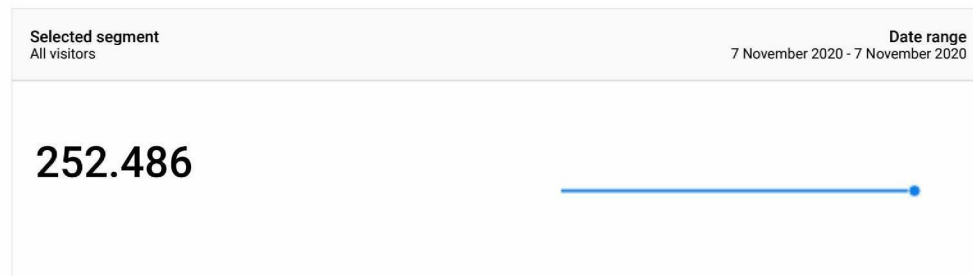 Selected segment
All visitors
Date range
7 November 2020 - 7 November 2020
252.486